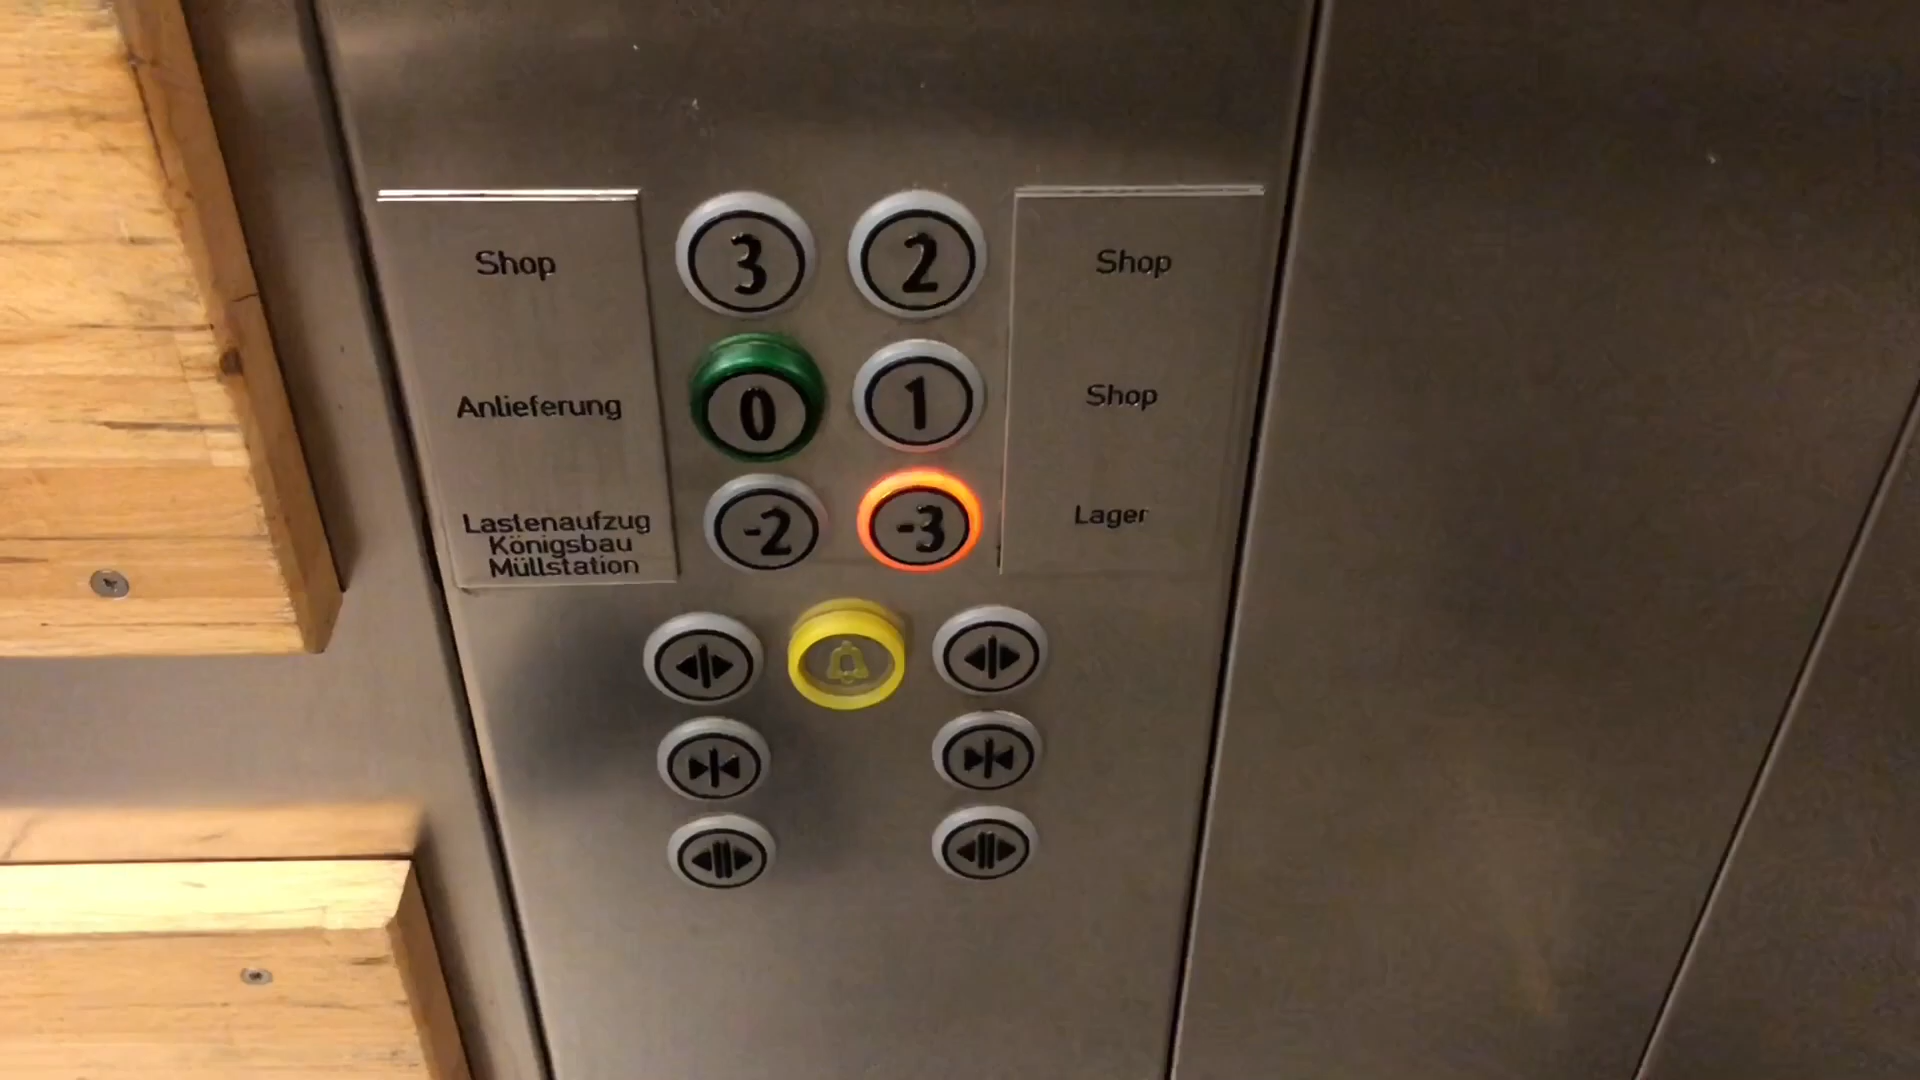 Shop 3 2 Shop
Anlieferung 0 1 Shop
Lastenaufzug
Königsbau
Müllstation
-2 -3 Lager